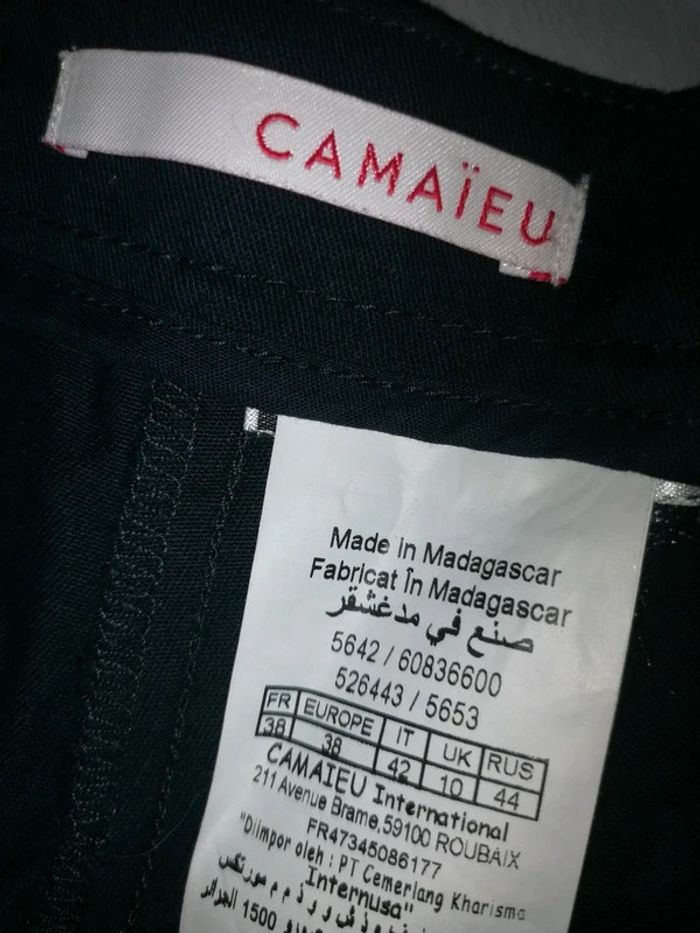 CAMAÏEU
Made in Madagascar
Fabricat În Madagascar
صنع في مدغشقر
5642 / 60836600
526443 / 5653
FR EUROPE IT UK RUS
38 38 42 10 44
CAMAIEU International
211 Avenue Brame,59100 ROUBAIX
FR47345086177
"Diimpor oleh : PT Cemerlang Kharisma
Internusa"
1500 الجزائر